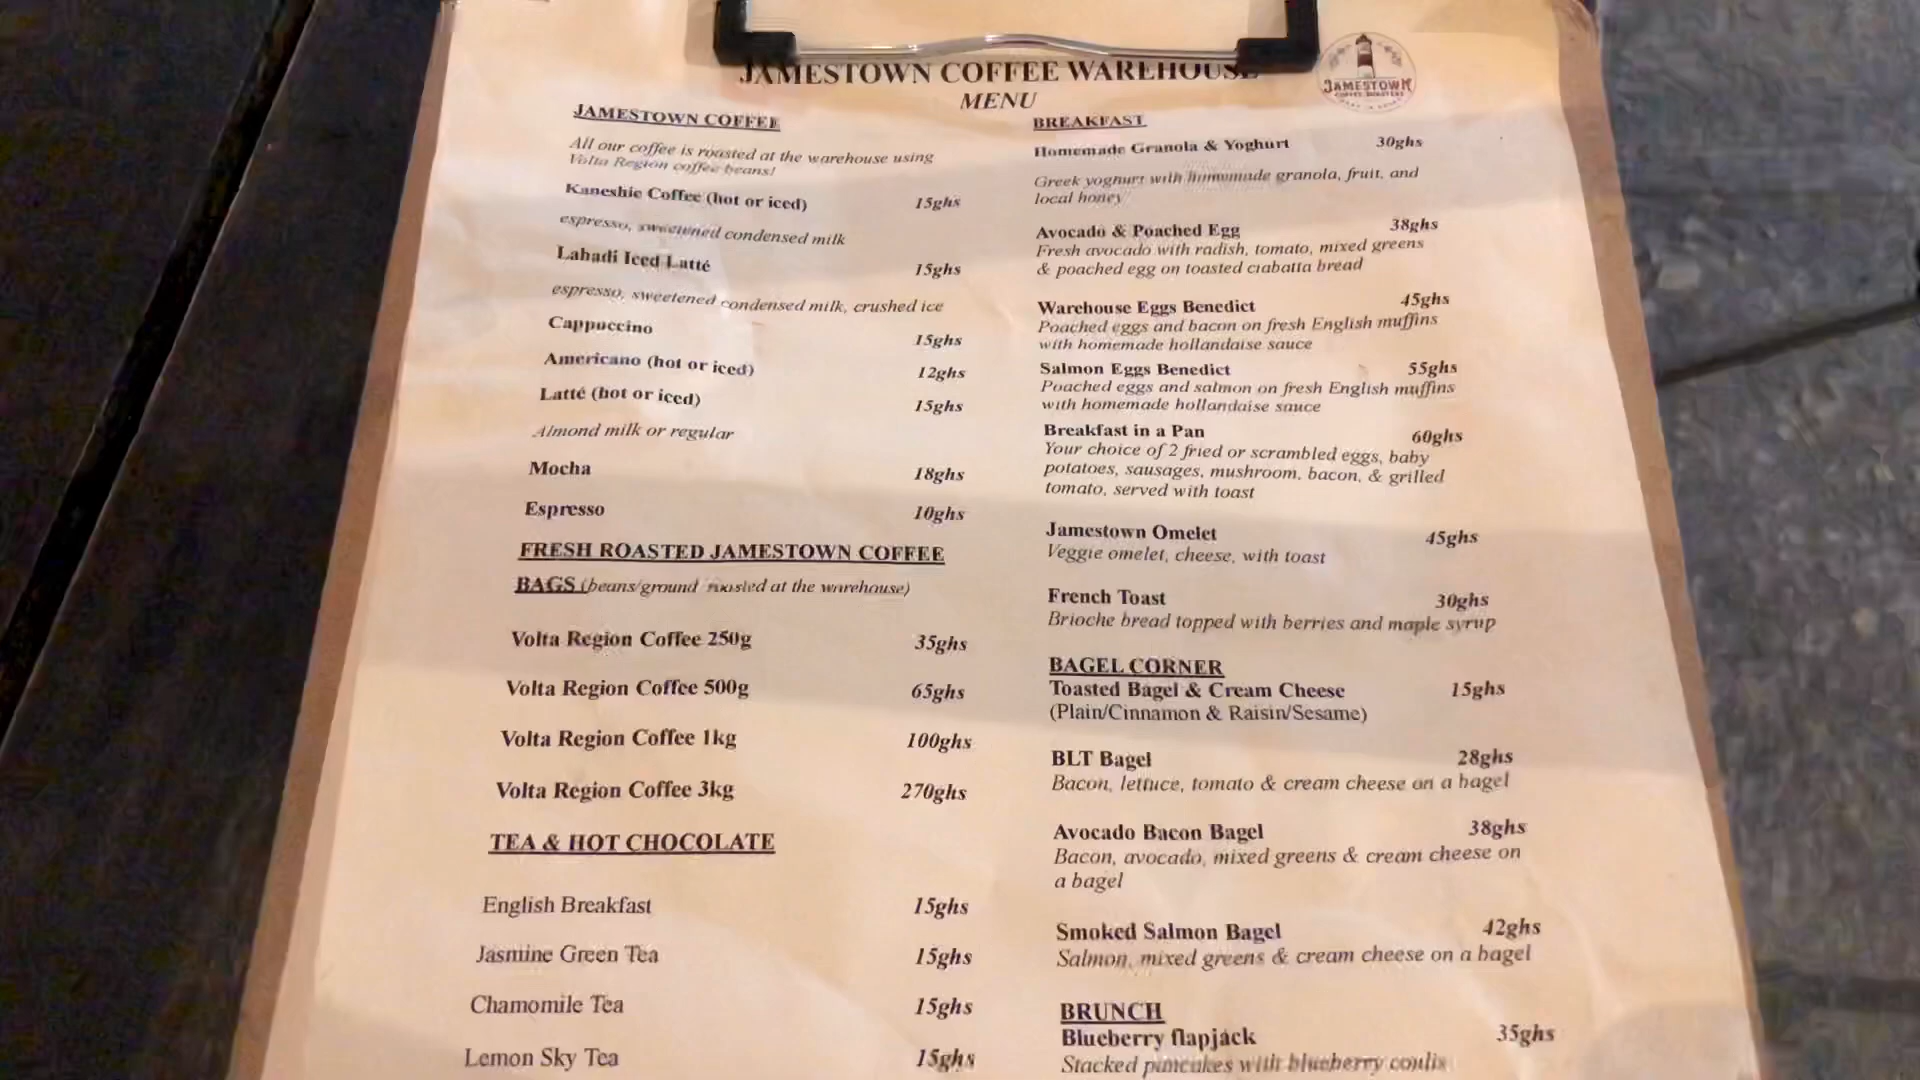 JAMESTOWN COFFEE WAREHOUSE
MENU
JAMESTOWN
COFFEE ROASTERS
JAMESTOWN COFFEE
All our coffee is roasted at the warehouse using
Volta Region coffee beans!
Kaneshie Coffee (hot or iced) 15ghs
espresso, sweetened condensed milk
Labadi Iced Latté 15ghs
espresso, sweetened condensed milk, crushed ice
Cappuccino 15ghs
Americano (hot or iced) 12ghs
Latté (hot or iced) 15ghs
Almond milk or regular
Mocha 18ghs
Espresso 10ghs
FRESH ROASTED JAMESTOWN COFFEE
BAGS (beans/ground roasted at the warehouse)
Volta Region Coffee 250g 35ghs
Volta Region Coffee 500g 65ghs
Volta Region Coffee 1kg 100ghs
Volta Region Coffee 3kg 270ghs
TEA & HOT CHOCOLATE
English Breakfast 15ghs
Jasmine Green Tea 15ghs
Chamomile Tea 15ghs
Lemon Sky Tea 15ghs
BREAKFAST
Homemade Granola & Yoghurt 30ghs
Greek yoghurt with homemade granola, fruit, and
local honey
Avocado & Poached Egg 38ghs
Fresh avocado with radish, tomato, mixed greens
& poached egg on toasted ciabatta bread
Warehouse Eggs Benedict 45ghs
Poached eggs and bacon on fresh English muffins
with homemade hollandaise sauce
Salmon Eggs Benedict 55ghs
Poached eggs and salmon on fresh English muffins
with homemade hollandaise sauce
Breakfast in a Pan 60ghs
Your choice of 2 fried or scrambled eggs, baby
potatoes, sausages, mushroom, bacon, & grilled
tomato, served with toast
Jamestown Omelet 45ghs
Veggie omelet, cheese, with toast
French Toast 30ghs
Brioche bread topped with berries and maple syrup
BAGEL CORNER
Toasted Bagel & Cream Cheese 15ghs
(Plain/Cinnamon & Raisin/Sesame)
BLT Bagel 28ghs
Bacon, lettuce, tomato & cream cheese on a bagel
Avocado Bacon Bagel 38ghs
Bacon, avocado, mixed greens & cream cheese on
a bagel
Smoked Salmon Bagel 42ghs
Salmon, mixed greens & cream cheese on a bagel
BRUNCH
Blueberry flapjack 35ghs
Stacked pancakes with blueberry coulis